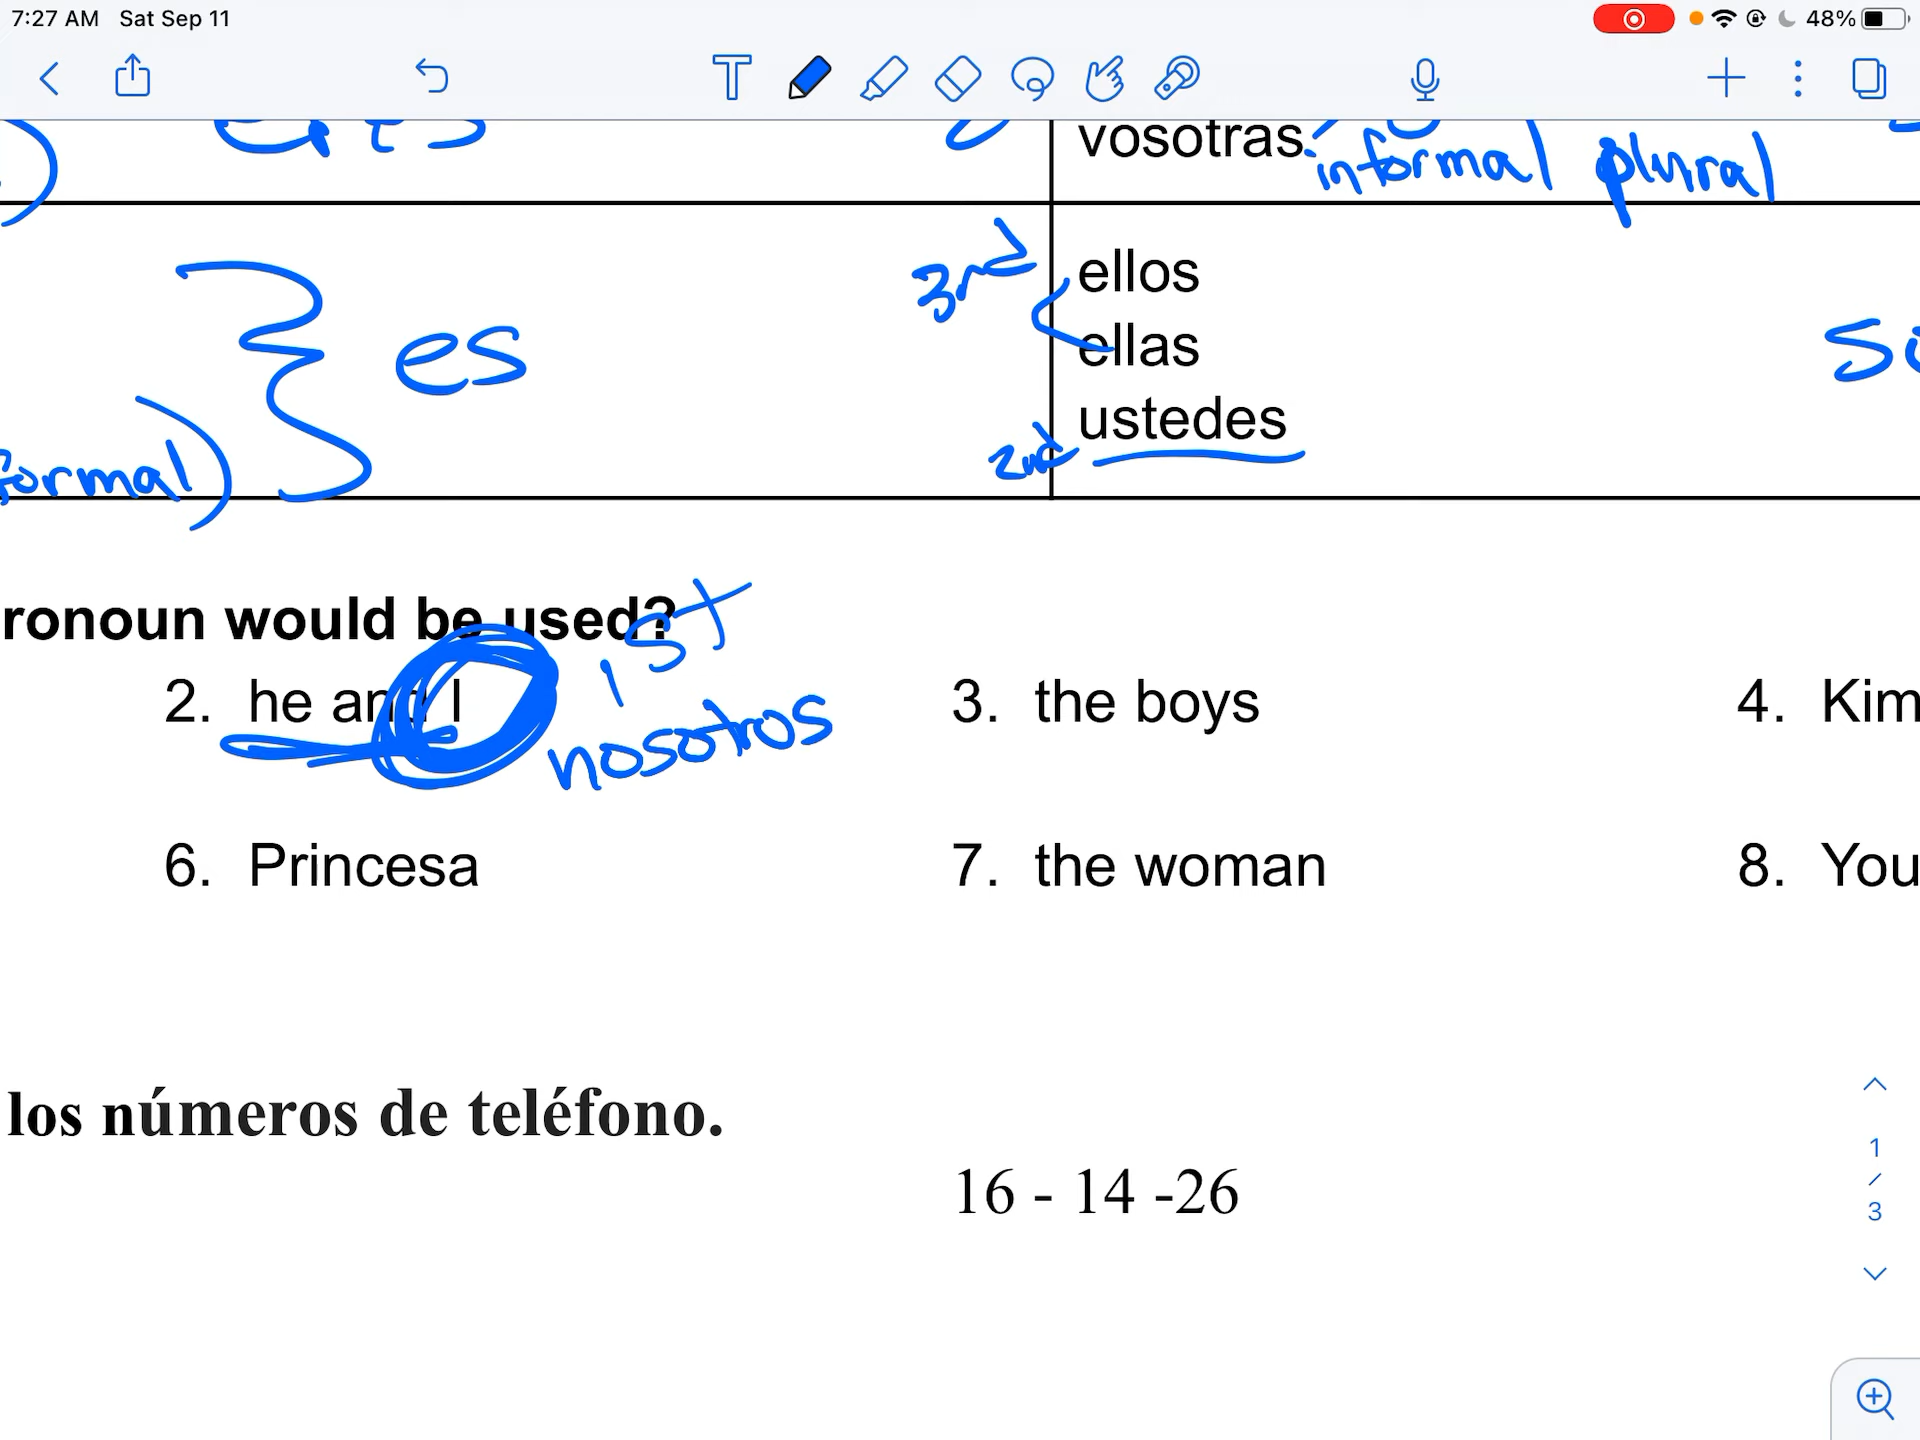 7:27 AM Sat Sep 11
48%
vosotras
informal plural
3rd
ellos
es
ellas
ustedes
2nd
formal)
ronoun would be used?
1st
2. he and I
nosotros
3. the boys
4. Kim
6. Princesa
7. the woman
8. You
los números de teléfono.
16 - 14 -26
1
/
3